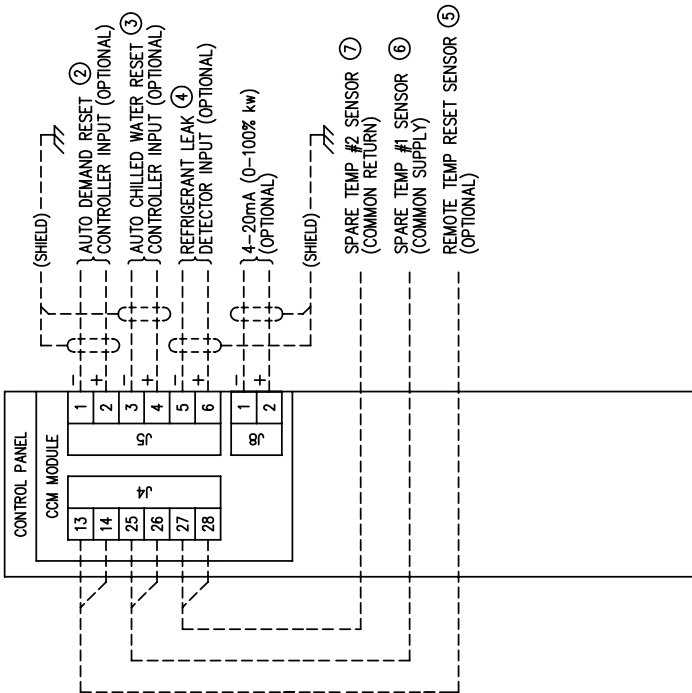 (SHIELD)
AUTO DEMAND RESET ②
CONTROLLER INPUT (OPTIONAL)
AUTO CHILLED WATER RESET ③
CONTROLLER INPUT (OPTIONAL)
REFRIGERANT LEAK ④
DETECTOR INPUT (OPTIONAL)
4-20mA (0-100% kw)
(OPTIONAL)
(SHIELD)
SPARE TEMP #2 SENSOR ⑦
(COMMON RETURN)
SPARE TEMP #1 SENSOR ⑥
(COMMON SUPPLY)
REMOTE TEMP RESET SENSOR ⑤
(OPTIONAL)
- + - + - + - +
1 2 3 4 5 6 1 2
J5 J8
CONTROL PANEL
CCM MODULE
J4
13 14 25 26 27 28